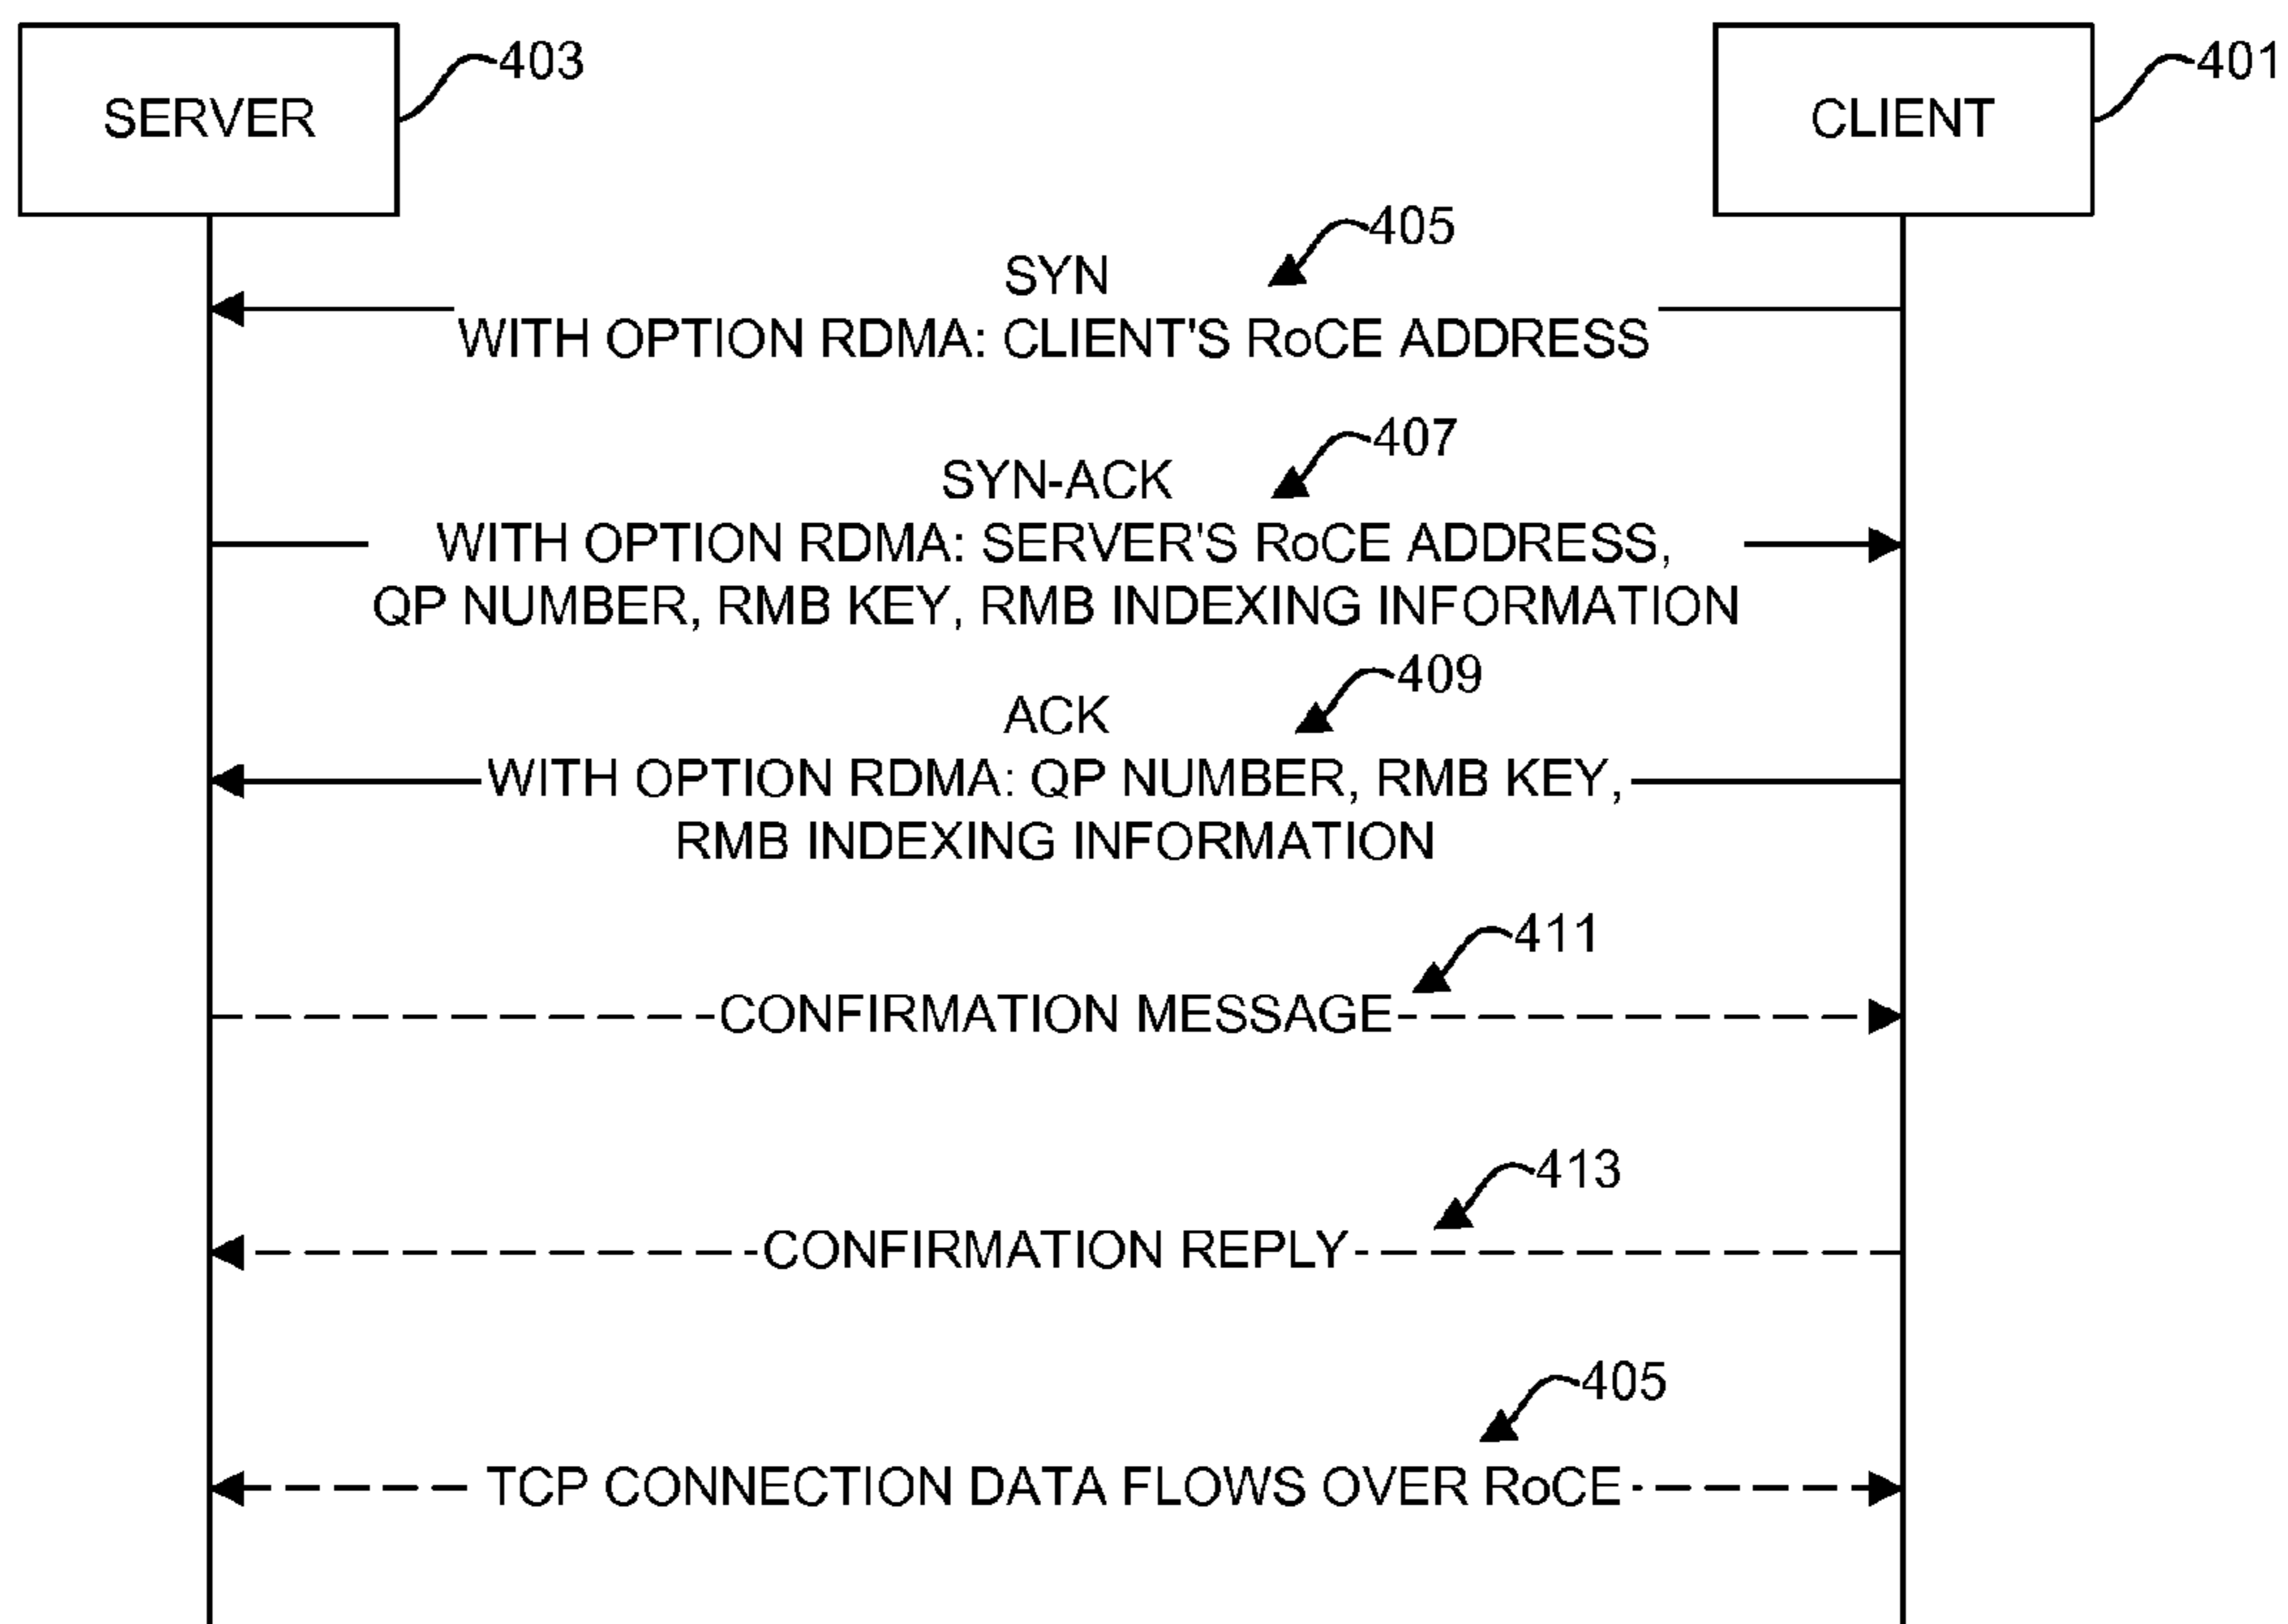 403
401
SERVER
CLIENT
405
SYN
WITH OPTION RDMA: CLIENT'S RoCE ADDRESS
407
SYN-ACK
WITH OPTION RDMA: SERVER'S RoCE ADDRESS,
QP NUMBER, RMB KEY, RMB INDEXING INFORMATION
409
ACK
WITH OPTION RDMA: QP NUMBER, RMB KEY,
RMB INDEXING INFORMATION
411
CONFIRMATION MESSAGE
413
CONFIRMATION REPLY
405
TCP CONNECTION DATA FLOWS OVER RoCE